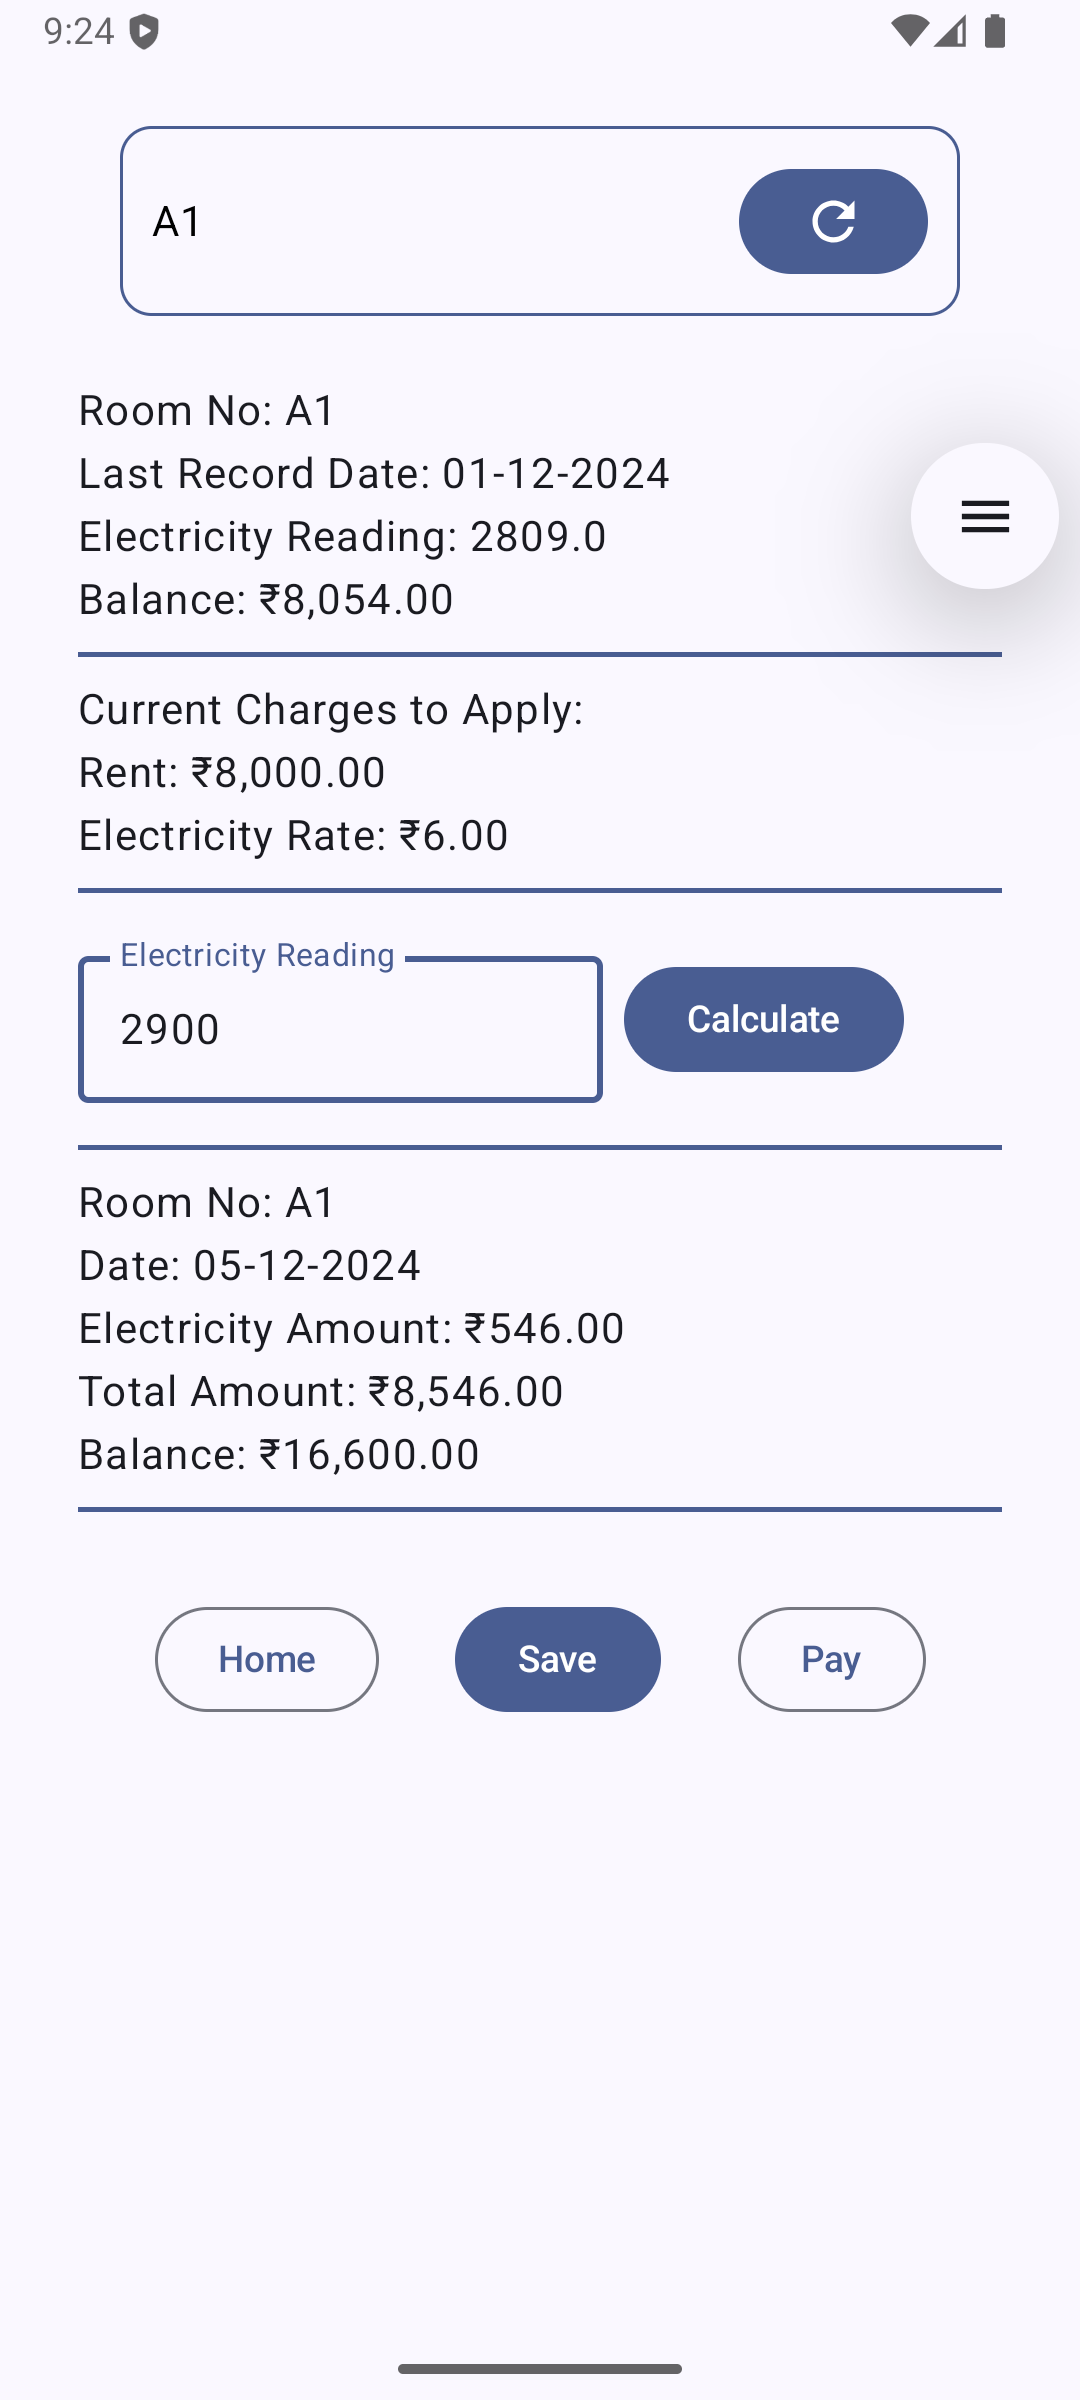 9:24
A1
Room No: A1
Last Record Date: 01-12-2024
Electricity Reading: 2809.0
Balance: ₹8,054.00
Current Charges to Apply:
Rent: ₹8,000.00
Electricity Rate: ₹6.00
Electricity Reading
2900
Calculate
Room No: A1
Date: 05-12-2024
Electricity Amount: ₹546.00
Total Amount: ₹8,546.00
Balance: ₹16,600.00
Home Save Pay